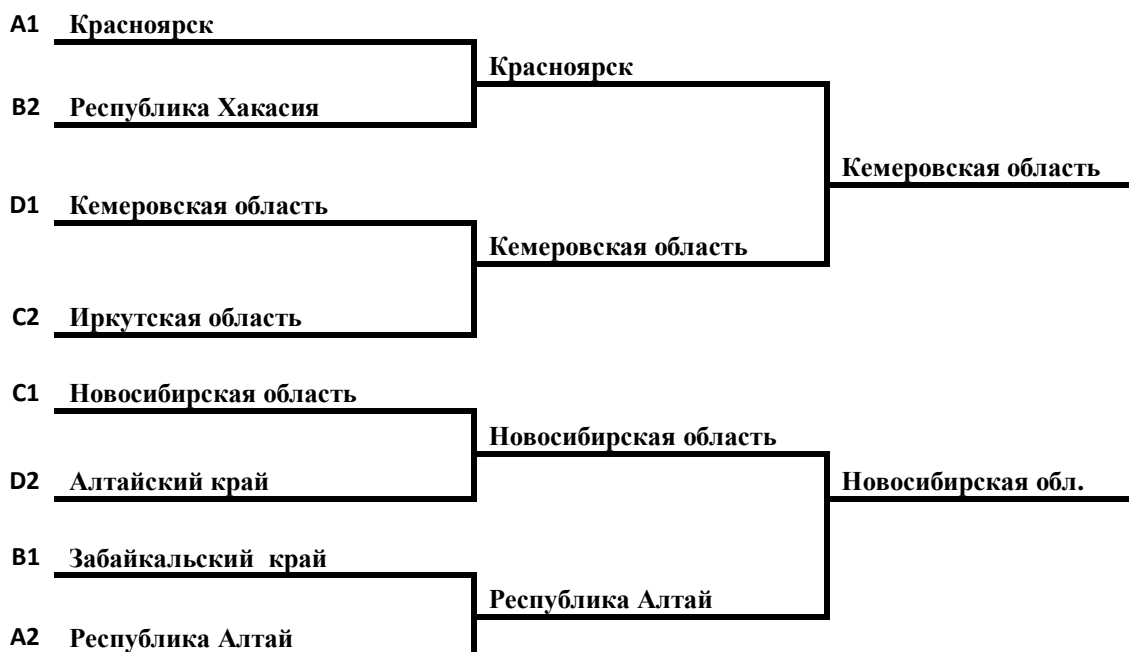 A1 Красноярск
Красноярск
B2 Республика Хакасия
Кемеровская область
D1 Кемеровская область
Кемеровская область
C2 Иркутская область
C1 Новосибирская область
Новосибирская область
D2 Алтайский край
Новосибирская обл.
B1 Забайкальский край
Республика Алтай
A2 Республика Алтай